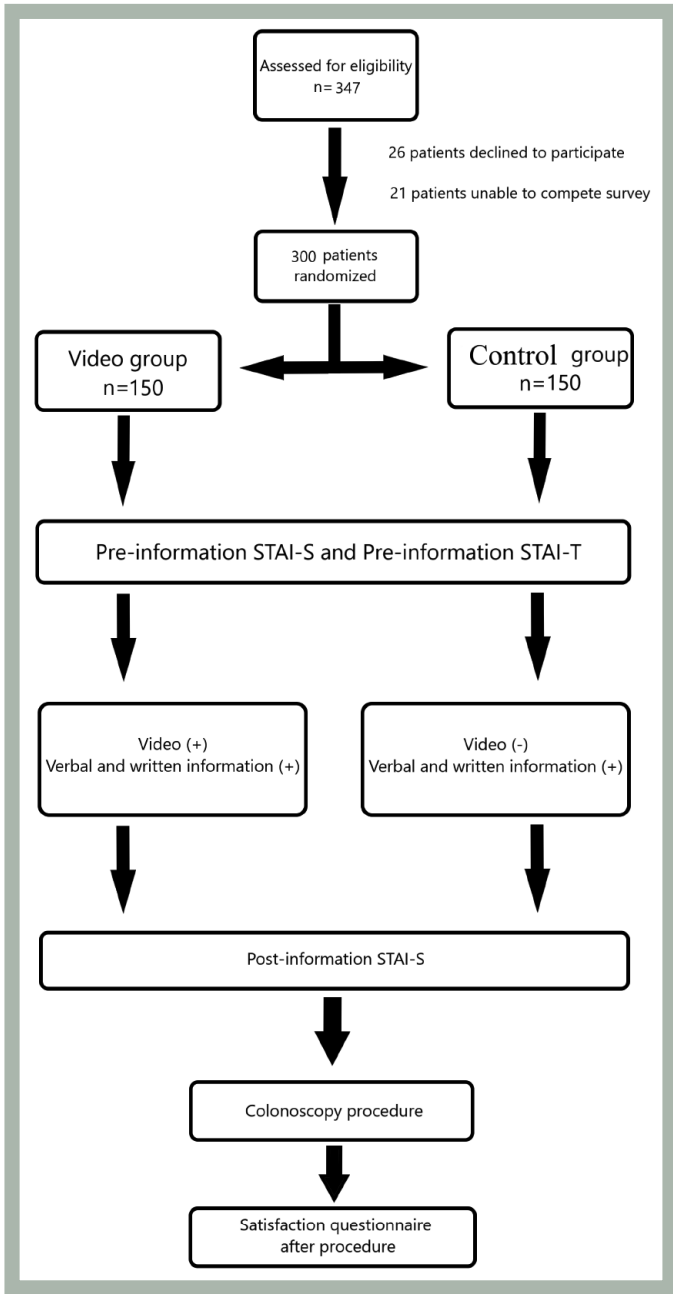 Assessed for eligibility
n= 347
26 patients declined to participate
21 patients unable to compete survey
300 patients
randomized
Video group
n=150
Control group
n=150
Pre-information STAI-S and Pre-information STAI-T
Video (+)
Verbal and written information (+)
Video (-)
Verbal and written information (+)
Post-information STAI-S
Colonoscopy procedure
Satisfaction questionnaire
after procedure